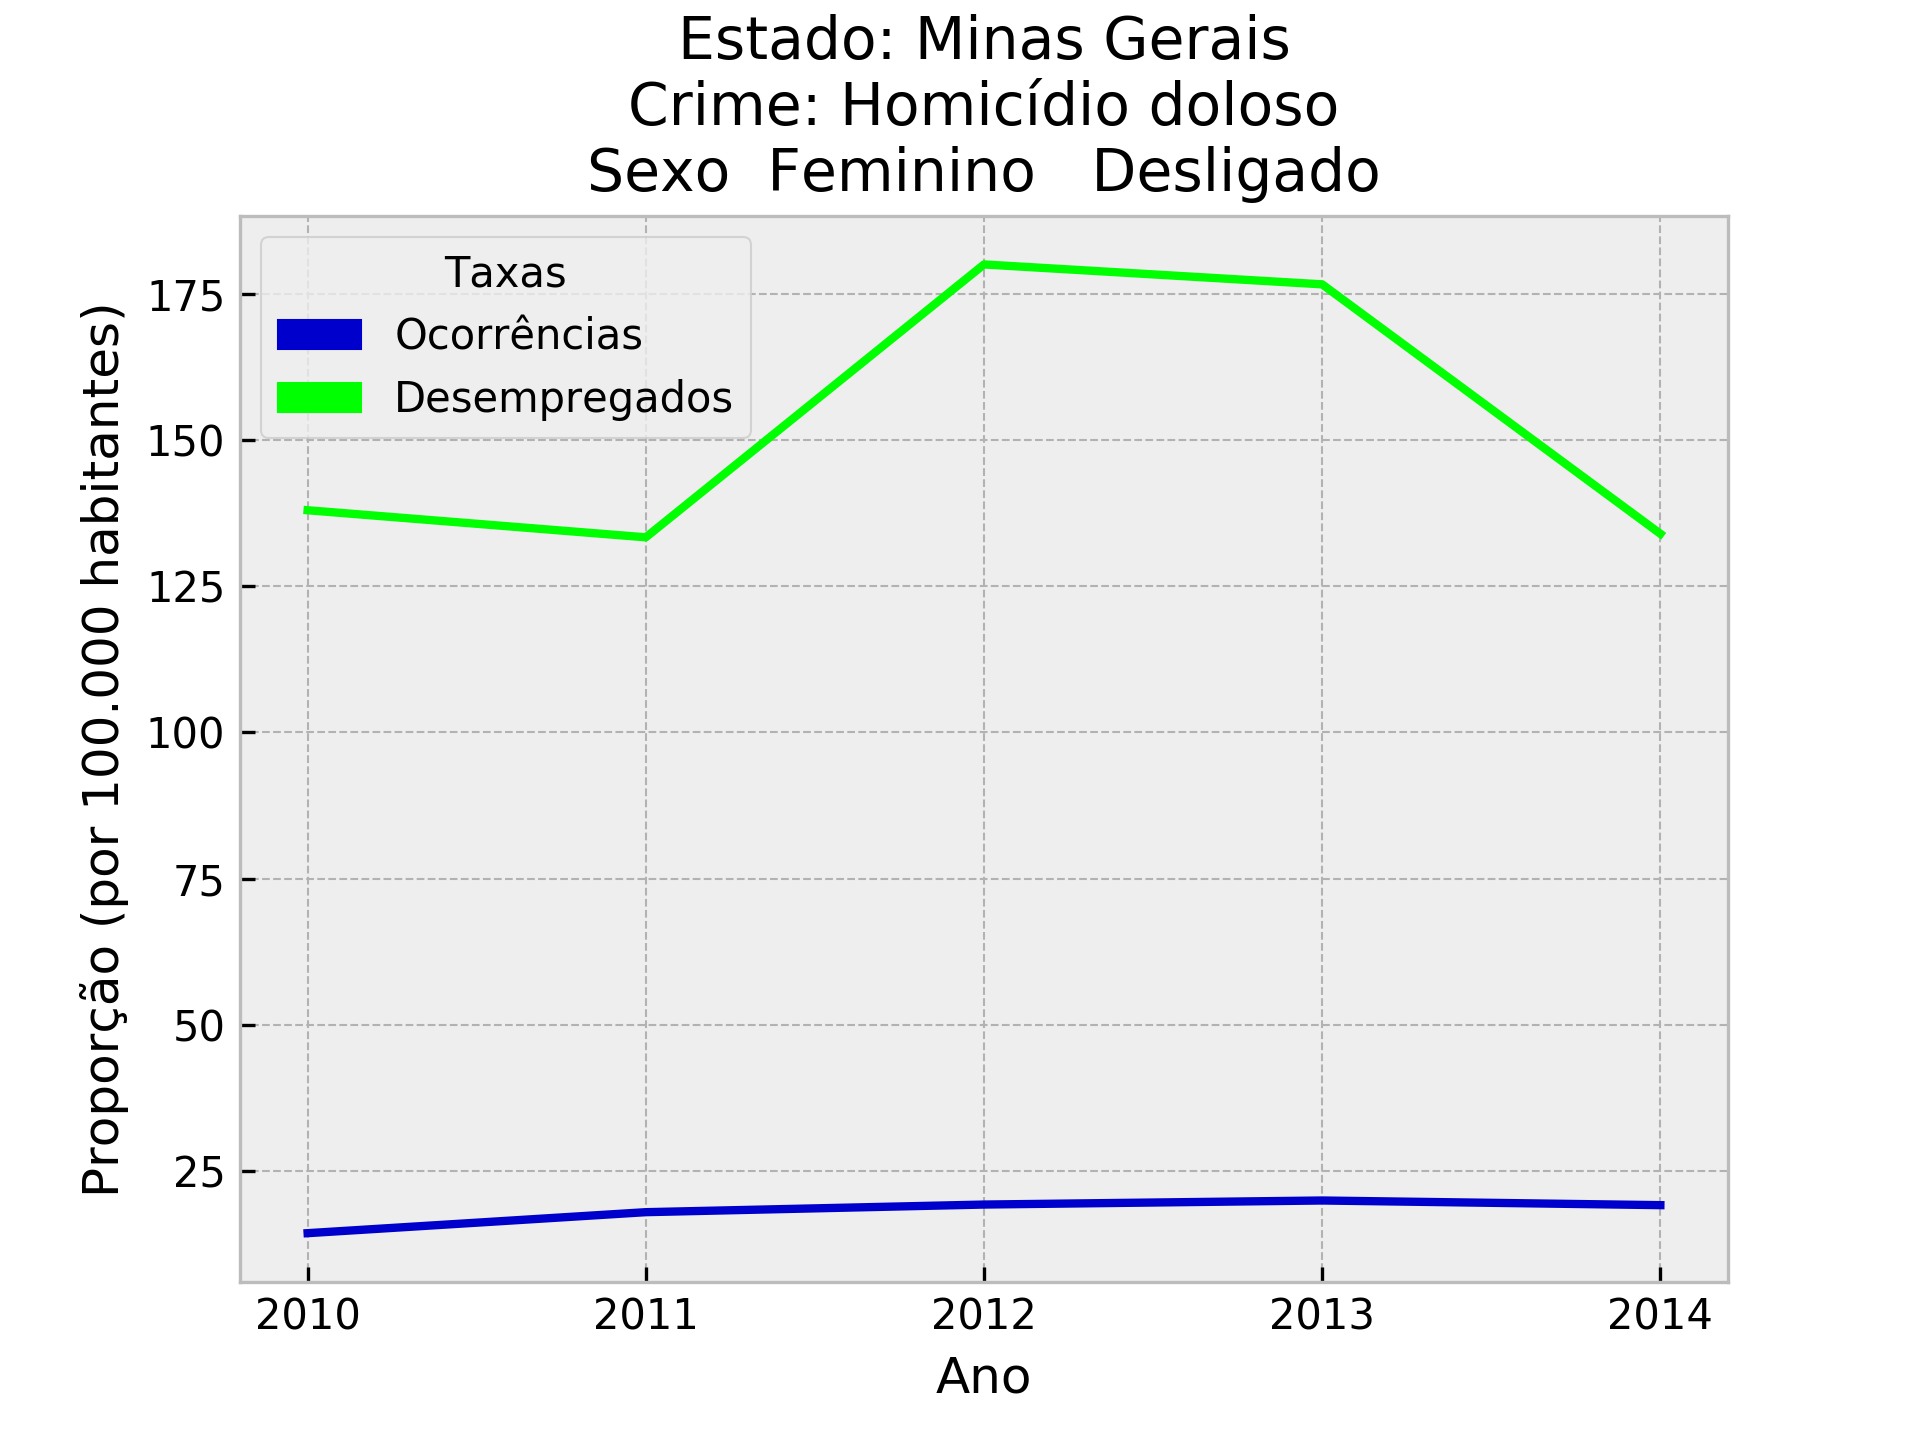 Estado: Minas Gerais
Crime: Homicídio doloso
Sexo  Feminino   Desligado
Taxas
Ocorrências
Desempregados
Proporção (por 100.000 habitantes)
175
150
125
100
75
50
25
2010 2011 2012 2013 2014
Ano